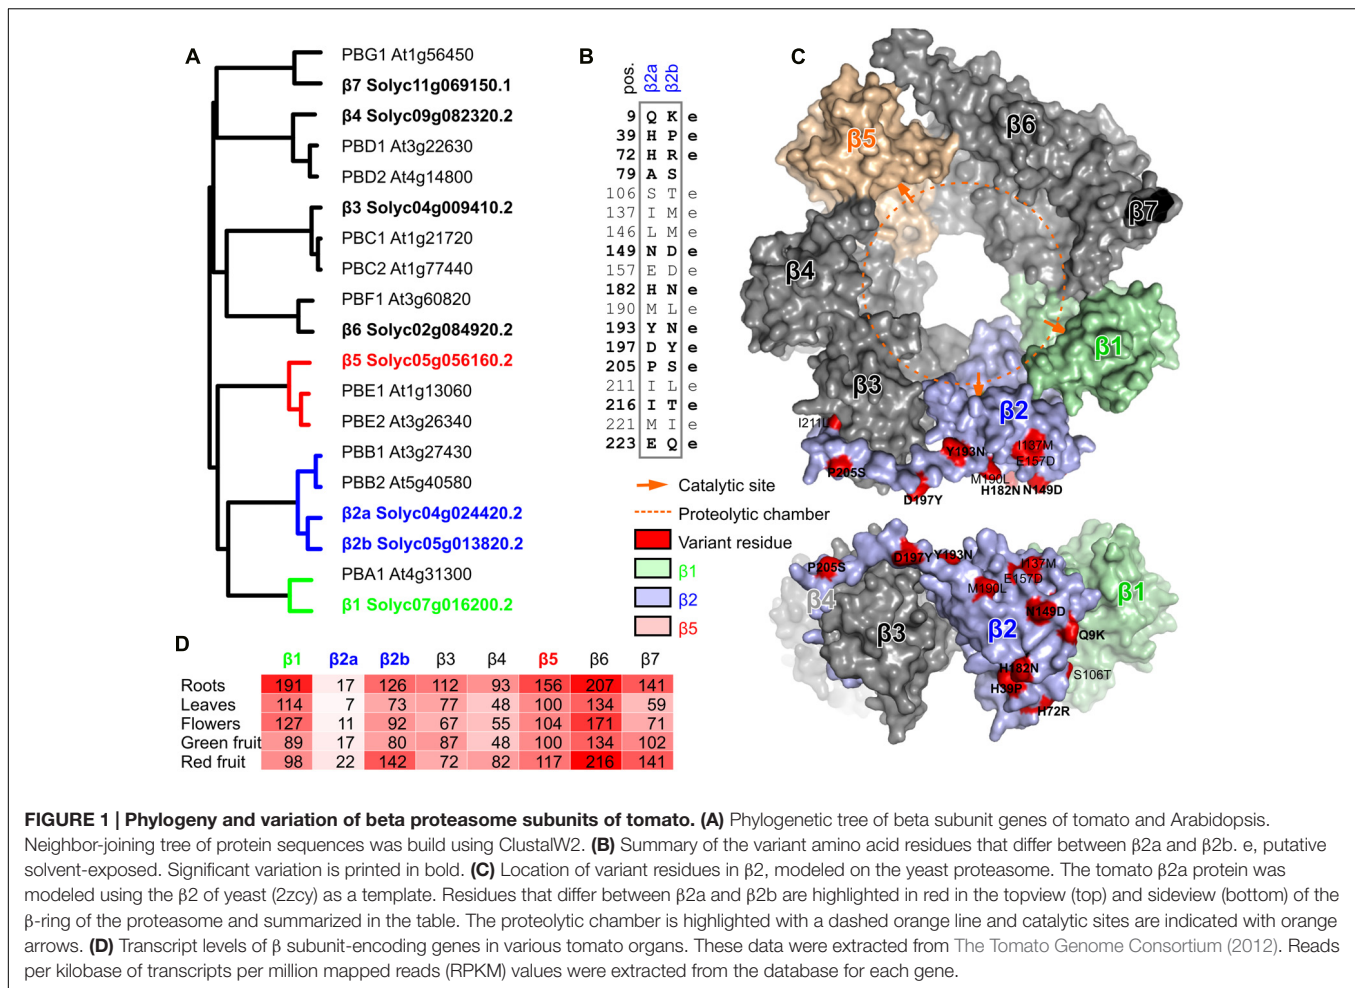 A
PBG1 At1g56450
β7 Solyc11g069150.1
β4 Solyc09g082320.2
PBD1 At3g22630
PBD2 At4g14800
β3 Solyc04g009410.2
PBC1 At1g21720
PBC2 At1g77440
PBF1 At3g60820
β6 Solyc02g084920.2
β5 Solyc05g056160.2
PBE1 At1g13060
PBE2 At3g26340
PBB1 At3g27430
PBB2 At5g40580
β2a Solyc04g024420.2
β2b Solyc05g013820.2
PBA1 At4g31300
β1 Solyc07g016200.2
B
pos. β2a β2b
9 Q K e
39 H P e
72 H R e
79 A S
106 S T e
137 I M e
146 L M e
149 N D e
157 E D e
182 H N e
190 M L e
193 Y N e
197 D Y e
205 P S e
211 I L e
216 I T e
221 M I e
223 E Q e
Catalytic site
Proteolytic chamber
Variant residue
β1
β2
β5
C
β5
β6
β7
β4
β1
β3
β2
I211L
P205S
D197Y
Y193N
M190L
H182N
I137M
E157D
N149D
P205S
D197Y
Y193N
I137M
E157D
M190L
N149D
β4
β3
β2
β1
Q9K
H182N
S106T
H39P
H72R
D
β1 β2a β2b β3 β4 β5 β6 β7
Roots 191 17 126 112 93 156 207 141
Leaves 114 7 73 77 48 100 134 59
Flowers 127 11 92 67 55 104 171 71
Green fruit 89 17 80 87 48 100 134 102
Red fruit 98 22 142 72 82 117 216 141
FIGURE 1 | Phylogeny and variation of beta proteasome subunits of tomato. (A) Phylogenetic tree of beta subunit genes of tomato and Arabidopsis.
Neighbor-joining tree of protein sequences was build using ClustalW2. (B) Summary of the variant amino acid residues that differ between β2a and β2b. e, putative
solvent-exposed. Significant variation is printed in bold. (C) Location of variant residues in β2, modeled on the yeast proteasome. The tomato β2a protein was
modeled using the β2 of yeast (2zcy) as a template. Residues that differ between β2a and β2b are highlighted in red in the topview (top) and sideview (bottom) of the
β-ring of the proteasome and summarized in the table. The proteolytic chamber is highlighted with a dashed orange line and catalytic sites are indicated with orange
arrows. (D) Transcript levels of β subunit-encoding genes in various tomato organs. These data were extracted from The Tomato Genome Consortium (2012). Reads
per kilobase of transcripts per million mapped reads (RPKM) values were extracted from the database for each gene.